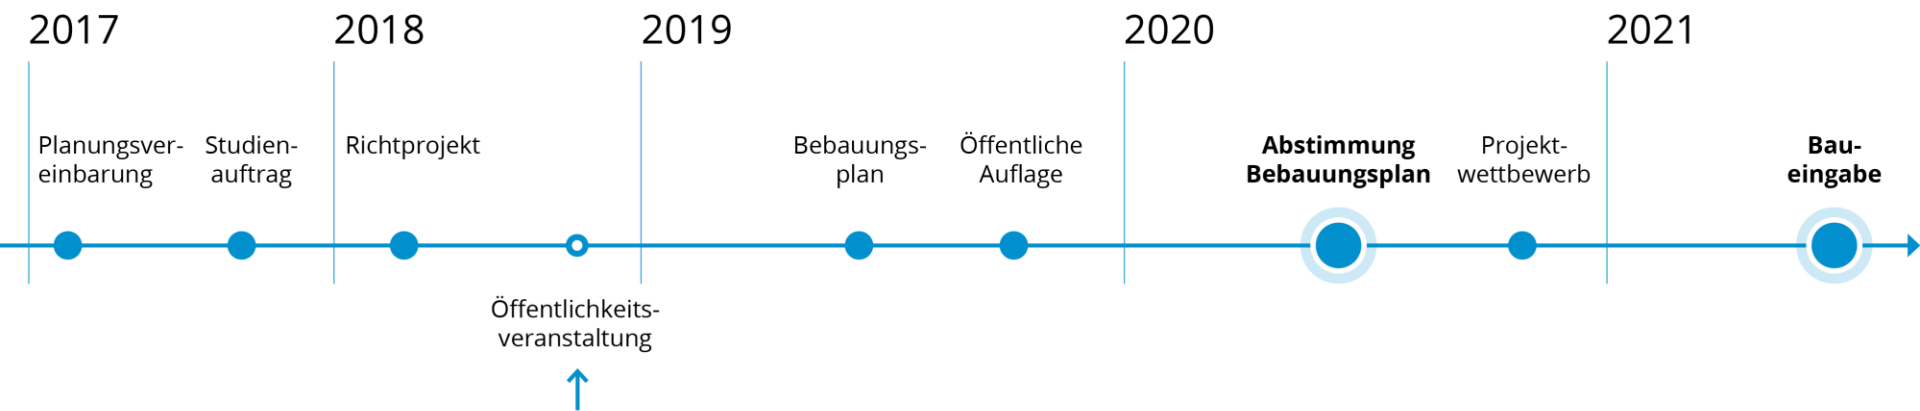 2017
2018
2019
2020
2021
Planungsver-
einbarung
Studien-
auftrag
Richtprojekt
Bebauungs-
plan
Öffentliche
Auflage
Abstimmung
Bebauungsplan
Projekt-
wettbewerb
Bau-
eingabe
Öffentlichkeits-
veranstaltung